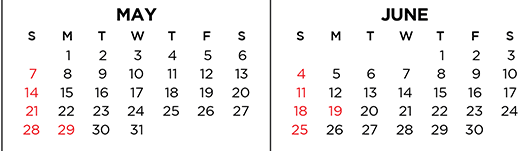 MAY
S M T W T F S
1 2 3 4 5 6
7 8 9 10 11 12 13
14 15 16 17 18 19 20
21 22 23 24 25 26 27
28 29 30 31
JUNE
S M T W T F S
1 2 3
4 5 6 7 8 9 10
11 12 13 14 15 16 17
18 19 20 21 22 23 24
25 26 27 28 29 30